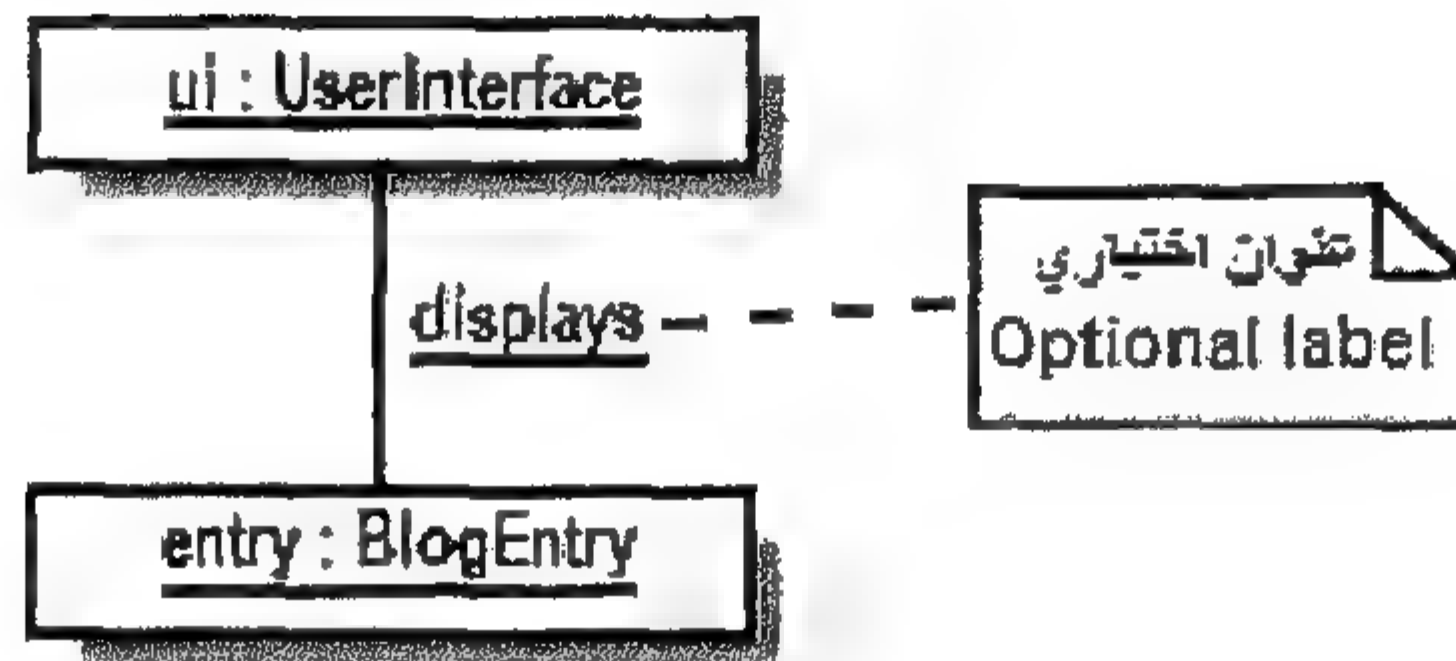 ui : UserInterface
displays
عنوان اختياري
Optional label
entry : BlogEntry